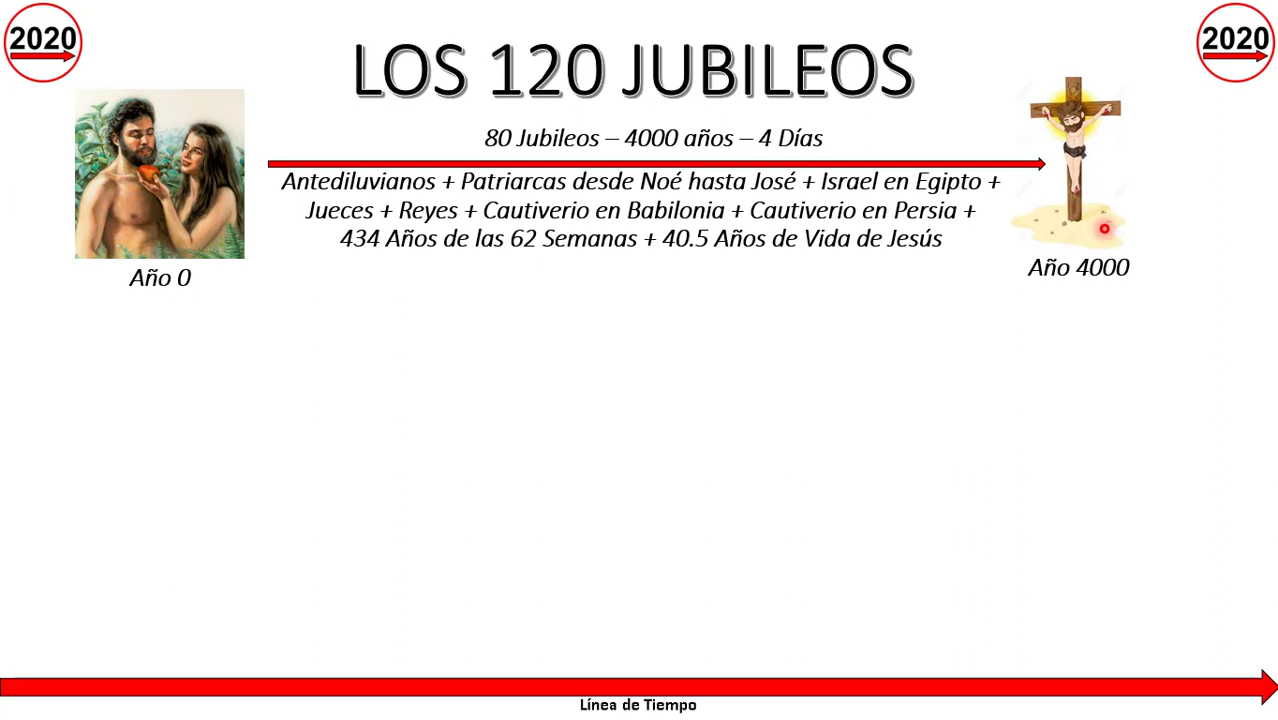 2020
2020
LOS 120 JUBILEOS
80 Jubileos – 4000 años – 4 Días
Antediluvianos + Patriarcas desde Noé hasta José + Israel en Egipto +
Jueces + Reyes + Cautiverio en Babilonia + Cautiverio en Persia +
434 Años de las 62 Semanas + 40.5 Años de Vida de Jesús
Año 0
Año 4000
Línea de Tiempo